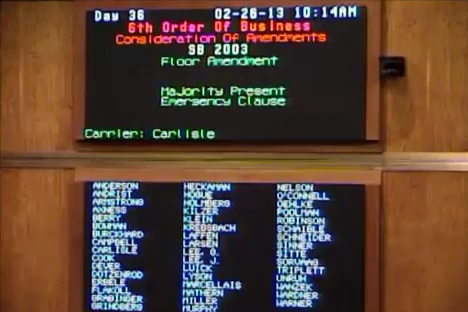 Day 36 02-28-13 10:14AM
6th Order Of Business
Consideration Of Amendments
SB 2003
Floor Amendment
Majority Present
Emergency Clause
Carrier: Carlisle
ANDERSON HECKAMAN NELSON
ANDRIST HOGUE O'CONNELL
ARMSTRONG HOLMBERG OEHLKE
AXNESS KILZER POOLMAN
BERRY KLEIN ROBINSON
BOWMAN KREBSBACH SCHAIBLE
BURCKHARD LAFFEN SCHNEIDER
CAMPBELL LARSEN SINNER
CARLISLE LEE, G. SITTE
COOK LEE, J. SORVAAG
DEVER LUICK TRIPLETT
DOTZENROD LYSON UNRUH
ERBELE MARCELLAIS WANZEK
FLAKOLL MATHERN WARDNER
GRABINGER MILLER WARNER
GRINDBERG MURPHY